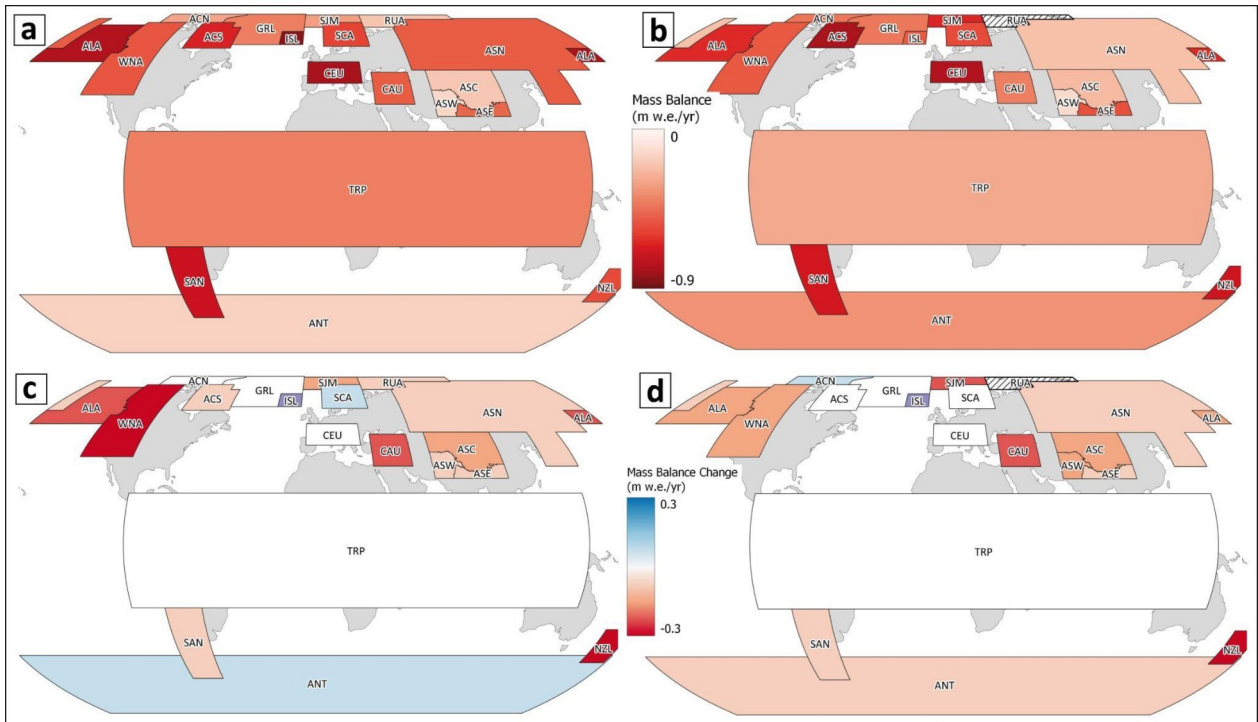 a
ACN
GRL
SJM
RUA
ALA
ACS
ISL
SCA
ASN
ALA
WNA
CEU
CAU
ASC
ASW
ASE
TRP
SAN
NZL
ANT
b
ACN
GRL
SJM
RUA
ALA
ACS
ISL
SCA
ASN
ALA
WNA
CEU
CAU
ASC
ASW
ASE
TRP
SAN
NZL
ANT
Mass Balance
(m w.e./yr)
0
-0.9
c
ACN
GRL
SJM
RUA
ALA
ACS
ISL
SCA
ASN
ALA
WNA
CEU
CAU
ASC
ASW
ASE
TRP
SAN
NZL
ANT
d
ACN
GRL
SJM
RUA
ALA
ACS
ISL
SCA
ASN
ALA
WNA
CEU
CAU
ASC
ASW
ASE
TRP
SAN
NZL
ANT
Mass Balance Change
(m w.e./yr)
0.3
-0.3